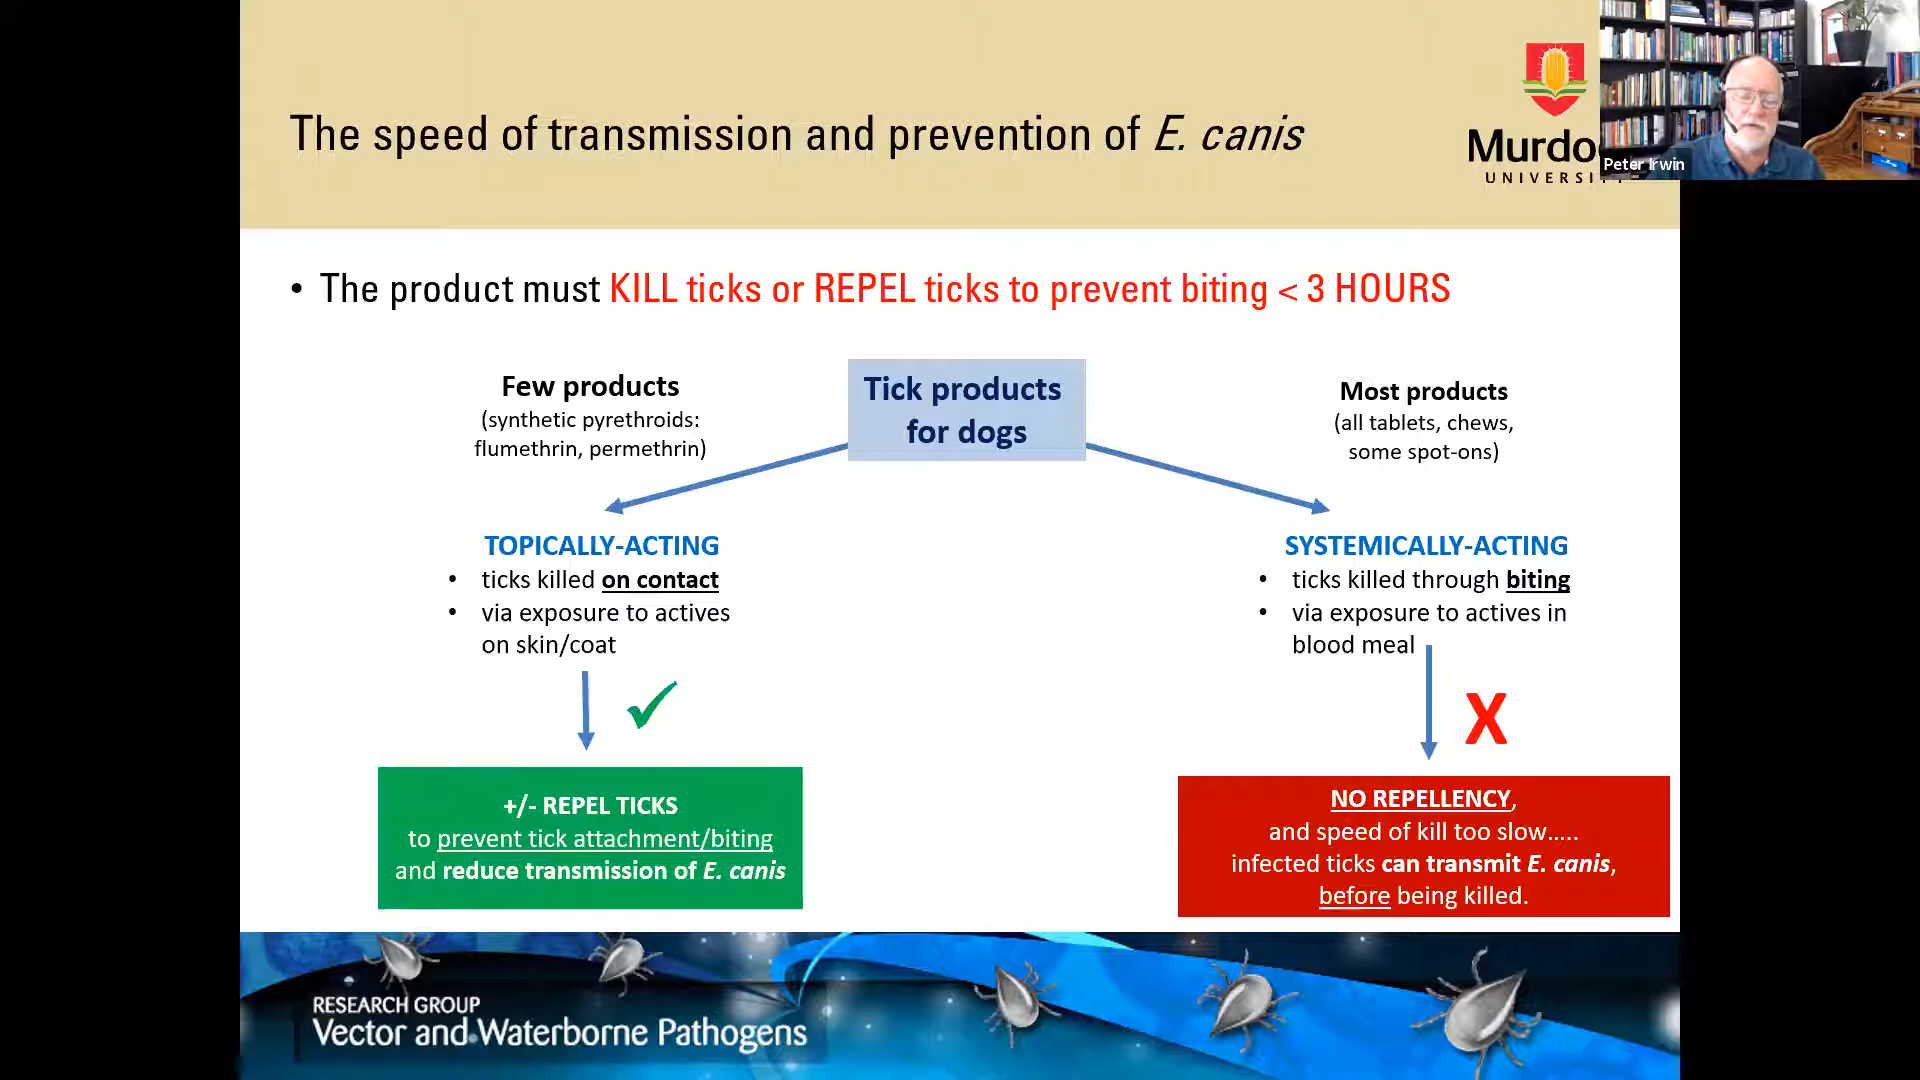 The speed of transmission and prevention of E. canis
UNIVERSI
Peter Irwin
• The product must KILL ticks or REPEL ticks to prevent biting < 3 HOURS
Few products
(synthetic pyrethroids:
flumethrin, permethrin)
Tick products
for dogs
Most products
(all tablets, chews,
some spot-ons)
TOPICALLY-ACTING
• ticks killed on contact
• via exposure to actives
on skin/coat
SYSTEMICALLY-ACTING
• ticks killed through biting
• via exposure to actives in
blood meal
X
+/- REPEL TICKS
to prevent tick attachment/biting
and reduce transmission of E. canis
NO REPELLENCY,
and speed of kill too slow…..
infected ticks can transmit E. canis,
before being killed.
RESEARCH GROUP
Vector and Waterborne Pathogens